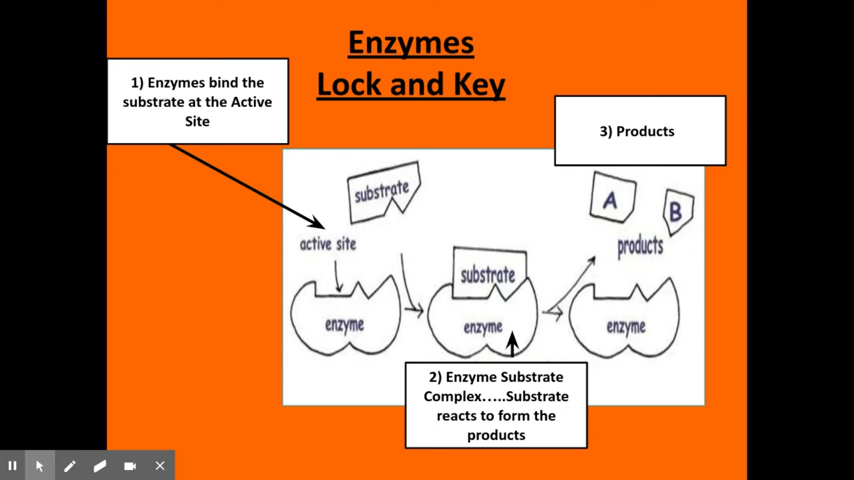 Enzymes
Lock and Key
1) Enzymes bind the
substrate at the Active
Site
3) Products
substrate
A
B
active site
products
substrate
enzyme
enzyme
enzyme
2) Enzyme Substrate
Complex…..Substrate
reacts to form the
products